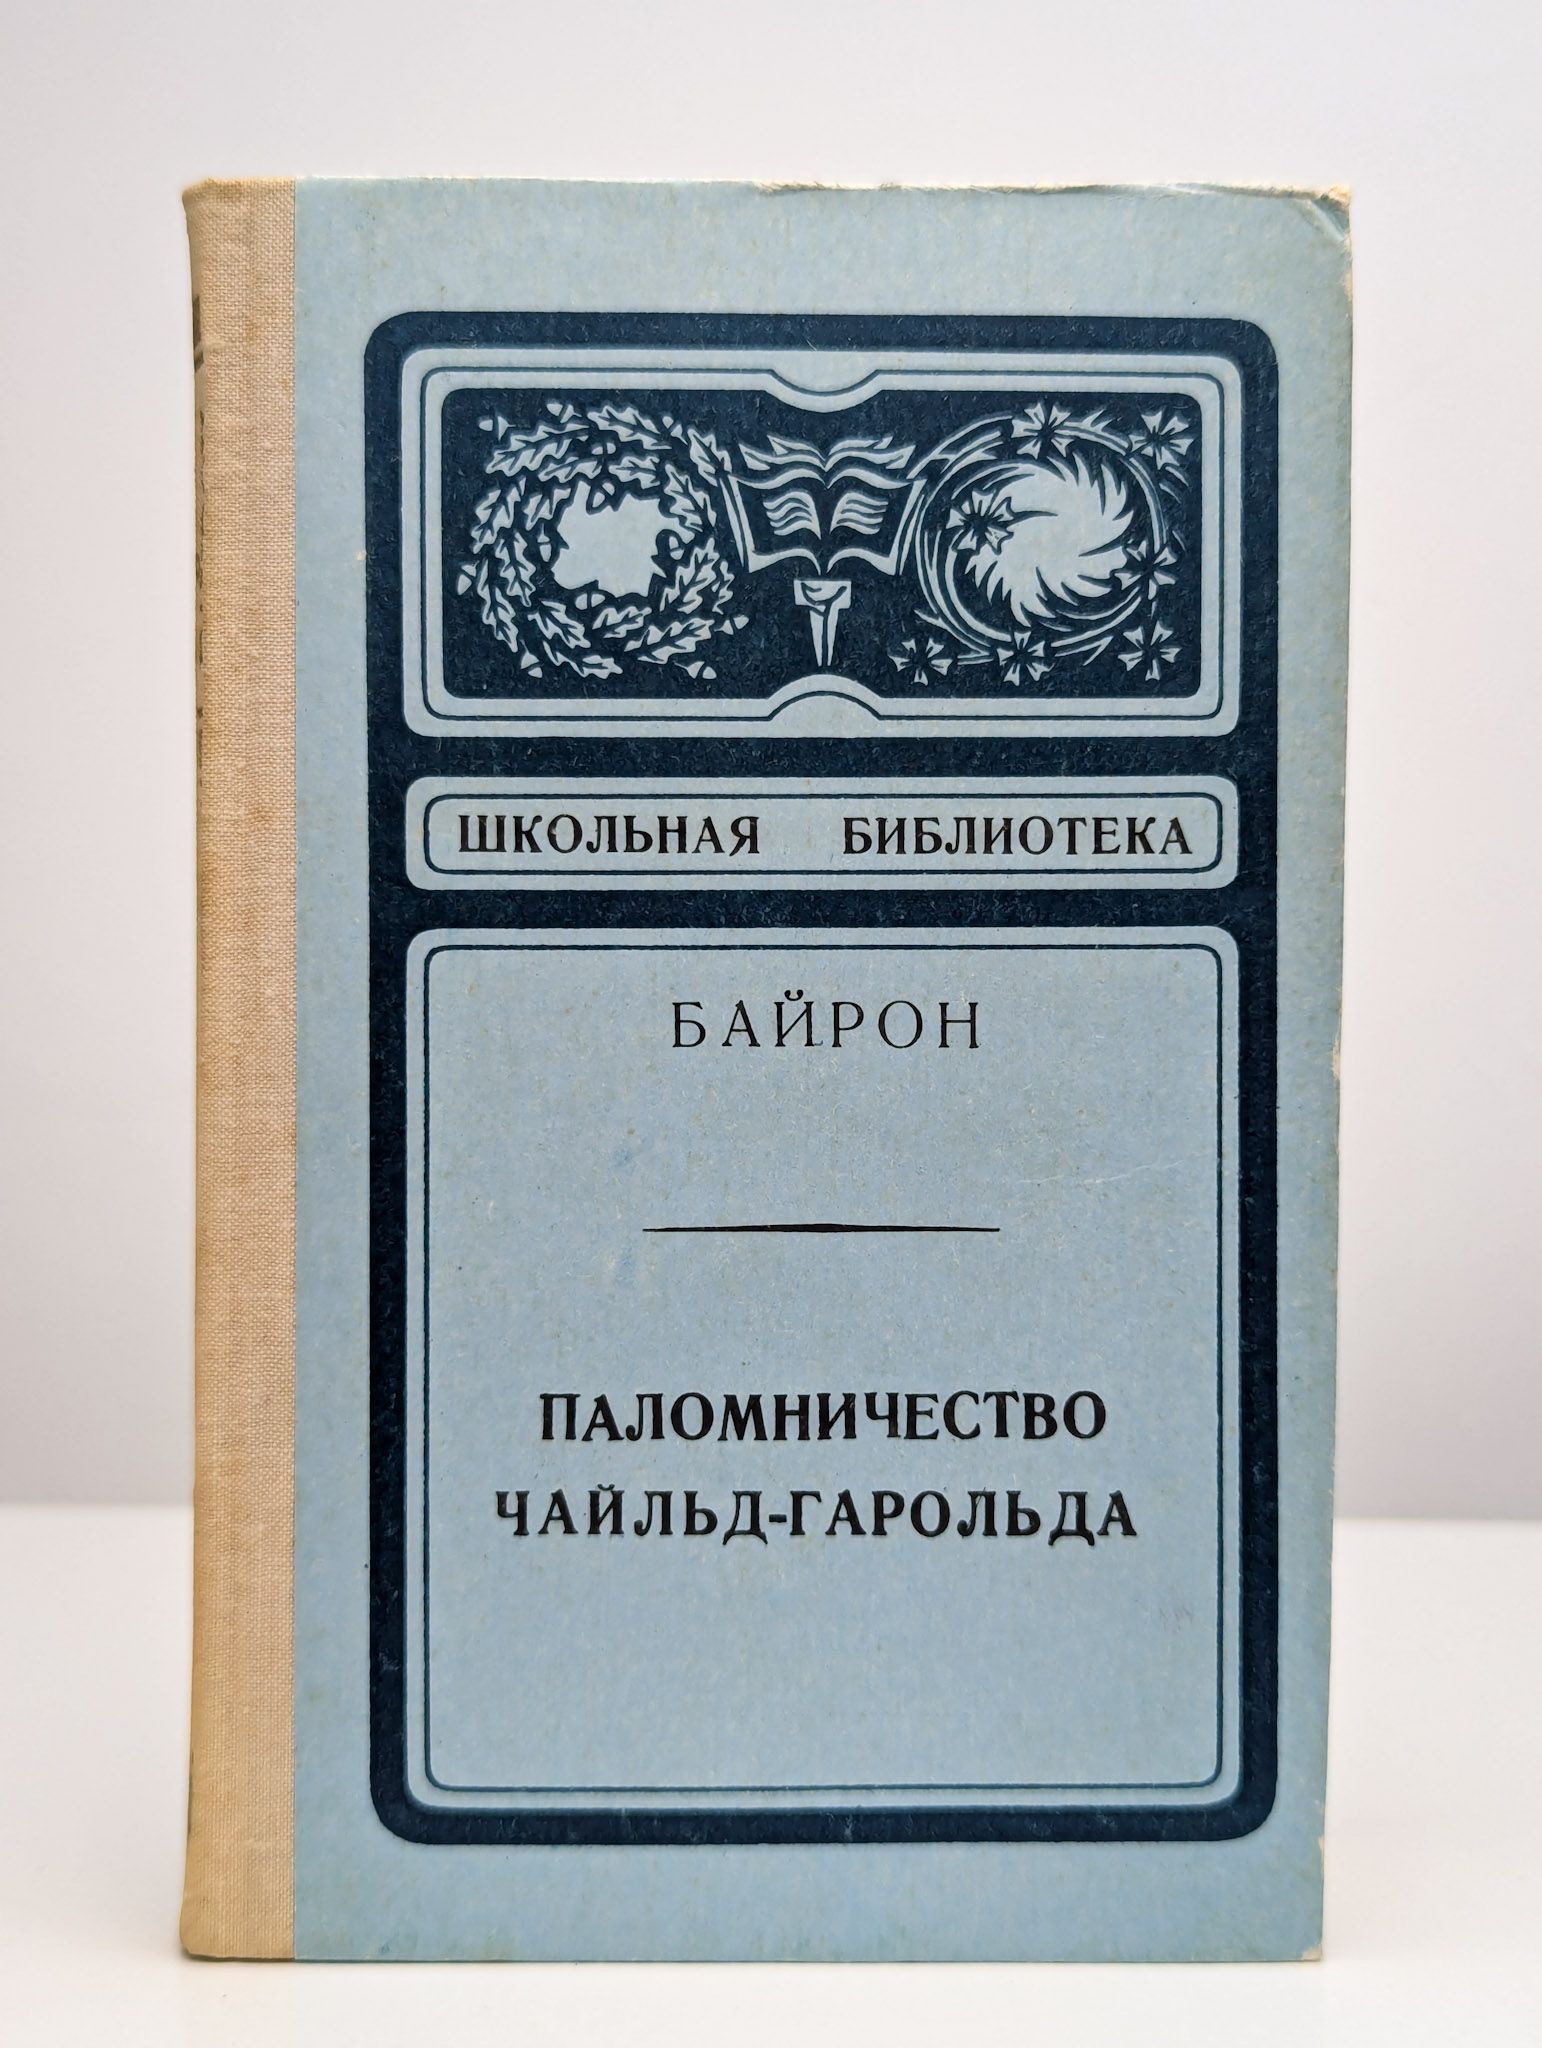 ШКОЛЬНАЯ БИБЛИОТЕКА
БАЙРОН
ПАЛОМНИЧЕСТВО
ЧАЙЛЬД-ГАРОЛЬДА